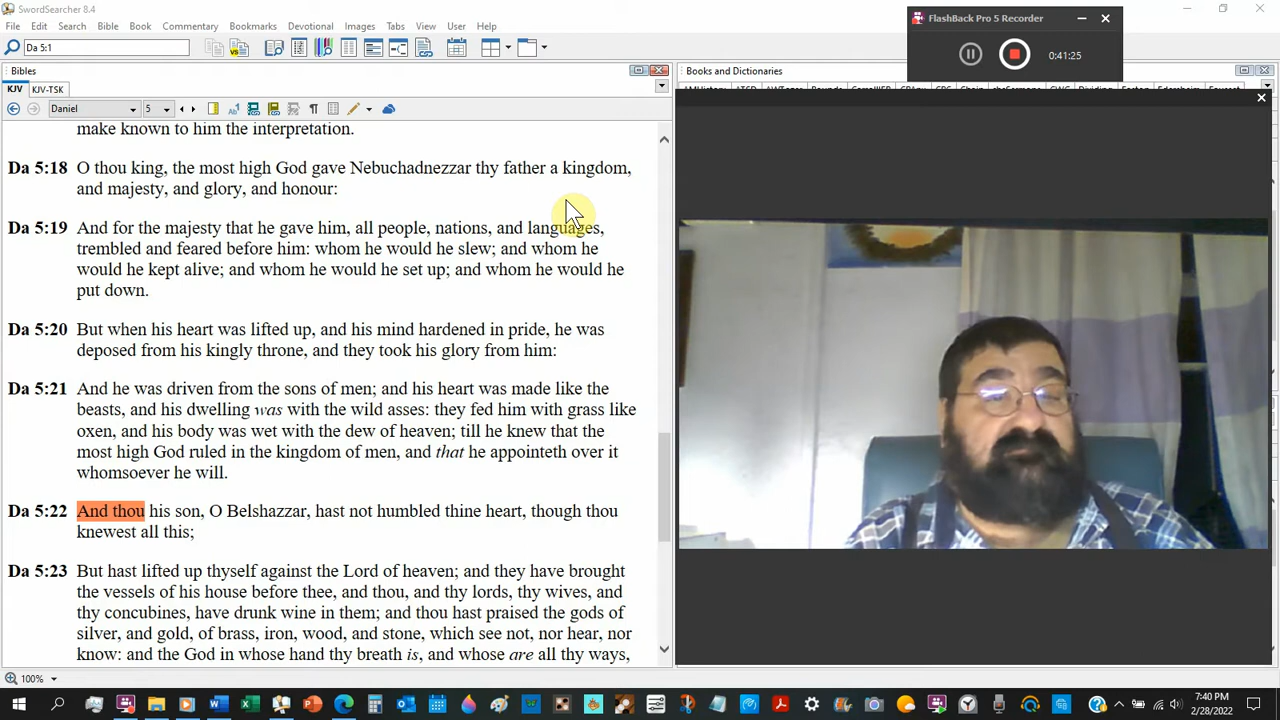 SwordSearcher 8.4
FlashBack Pro 5 Recorder
File Edit Search Bible Book Commentary Bookmarks Devotional Images Tabs View User Help
Da 5:1
VS
0:41:25
Bibles
Books and Dictionaries
KJV KJV-TSK
Daniel 5
make known to him the interpretation.
Da 5:18 O thou king, the most high God gave Nebuchadnezzar thy father a kingdom,
and majesty, and glory, and honour:
Da 5:19 And for the majesty that he gave him, all people, nations, and languages,
trembled and feared before him: whom he would he slew; and whom he
would he kept alive; and whom he would he set up; and whom he would he
put down.
Da 5:20 But when his heart was lifted up, and his mind hardened in pride, he was
deposed from his kingly throne, and they took his glory from him:
Da 5:21 And he was driven from the sons of men; and his heart was made like the
beasts, and his dwelling was with the wild asses: they fed him with grass like
oxen, and his body was wet with the dew of heaven; till he knew that the
most high God ruled in the kingdom of men, and that he appointeth over it
whomsoever he will.
Da 5:22 And thou his son, O Belshazzar, hast not humbled thine heart, though thou
knewest all this;
Da 5:23 But hast lifted up thyself against the Lord of heaven; and they have brought
the vessels of his house before thee, and thou, and thy lords, thy wives, and
thy concubines, have drunk wine in them; and thou hast praised the gods of
silver, and gold, of brass, iron, wood, and stone, which see not, nor hear, nor
know: and the God in whose hand thy breath is, and whose are all thy ways,
100%
7:40 PM
2/28/2022